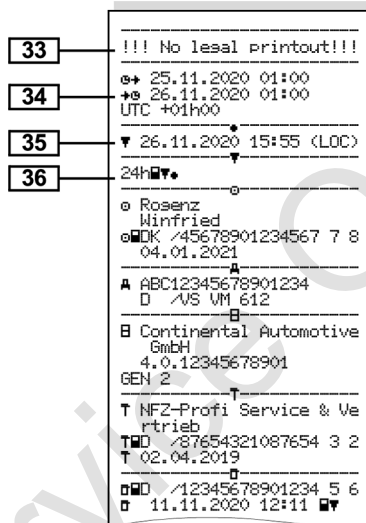 33 !!! No legal printout!!!
25.11.2020 01:00
34 26.11.2020 01:00
UTC +01h00
35 ▼ 26.11.2020 15:55 (LOC)
36 24h▼
Rogenz
Winfried
DK /45678901234567 7 8
04.01.2021
A ABC12345678901234
D /VS VM 612
B Continental Automotive
GmbH
4.0.12345678901
GEN 2
T NFZ-Profi Service & Ve
rtrieb
T D /87654321087654 3 2
T 02.04.2019
D /12345678901234 5 6
11.11.2020 12:11 ▼
ervice